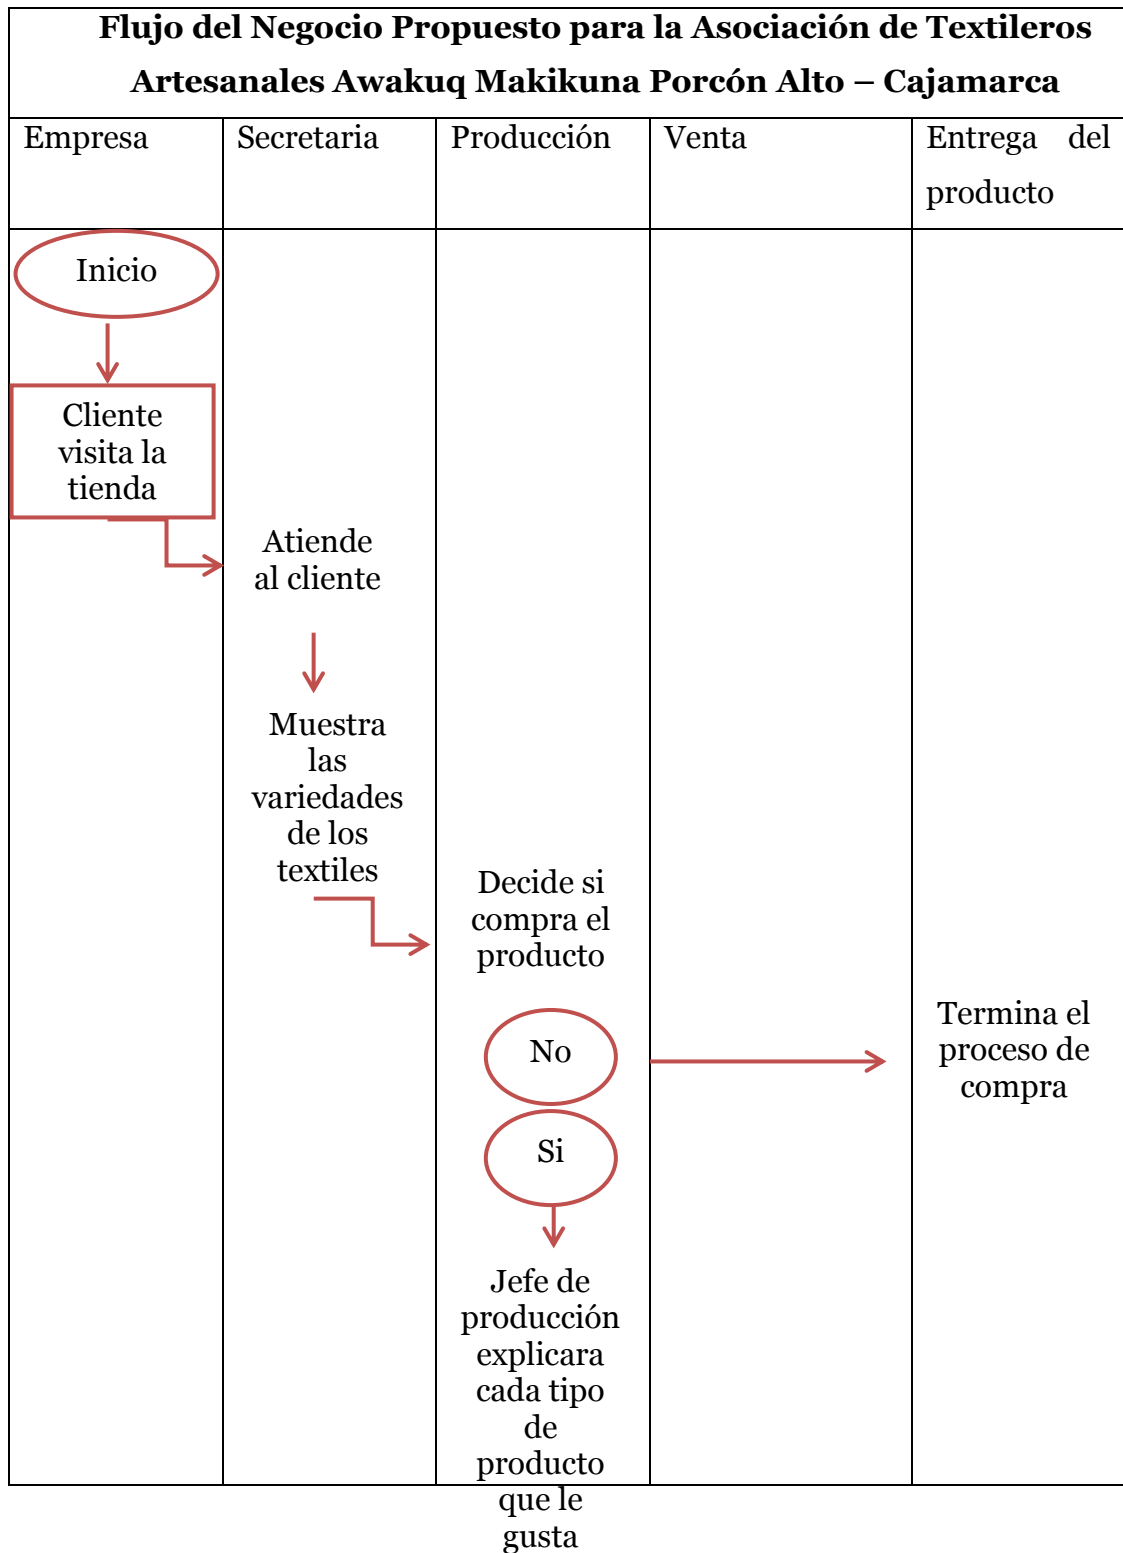 Flujo del Negocio Propuesto para la Asociación de Textileros
Artesanales Awakuq Makikuna Porcón Alto – Cajamarca
Empresa
Secretaria
Producción
Venta
Entrega del
producto
Inicio
Cliente
visita la
tienda
Atiende
al cliente
Muestra
las
variedades
de los
textiles
Decide si
compra el
producto
No
Termina el
proceso de
compra
Si
Jefe de
producción
explicara
cada tipo
de
producto
que le
gusta